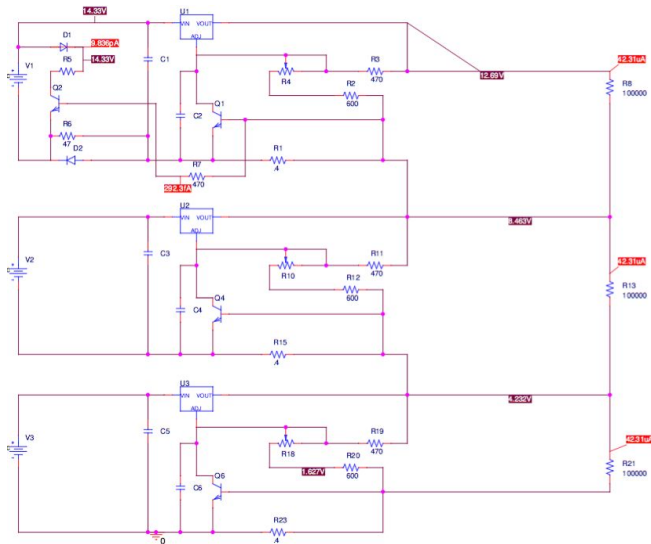 14.33V
U1
VIN VOUT
ADJ
D1
9.836pA
14.33V
R5
470
V1
C1
Q2
R6
47
D2
R4
R3
470
R2
600
C2
Q1
R1
.4
R7
470
292.3fA
12.69V
42.31uA
R8
100000
U2
VIN VOUT
ADJ
V2
C3
R10
R11
470
R12
600
C4
Q4
R15
.4
42.31uA
R13
100000
U3
VIN VOUT
ADJ
4.232V
V3
C5
R18
R19
470
R20
600
1.627V
C6
Q6
R23
.4
42.31uA
R21
100000
0